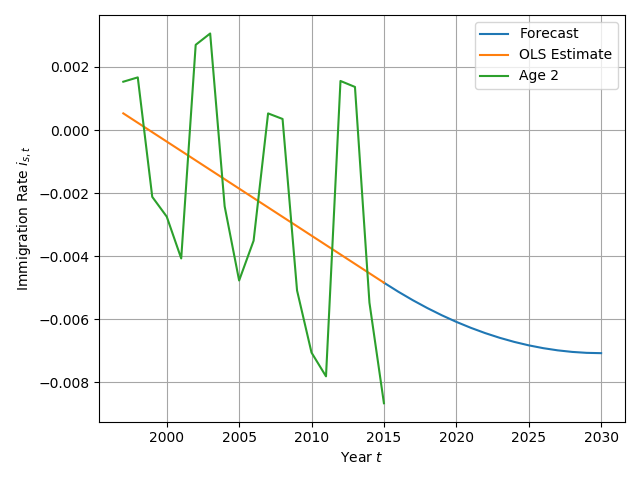 Forecast
OLS Estimate
Age 2
Immigration Rate i_{s,t}
0.002
0.000
−0.002
−0.004
−0.006
−0.008
2000
2005
2010
2015
2020
2025
2030
Year t